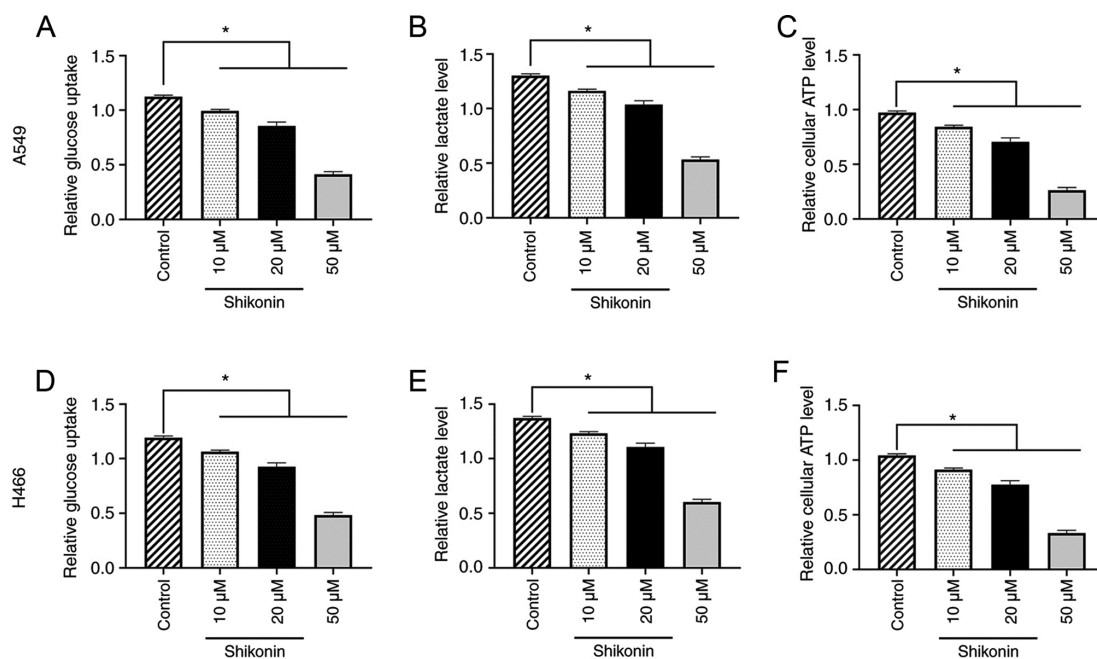 A
B
C
A549
Relative glucose uptake
1.5
1.0
0.5
0.0
*
Control
10 µM
20 µM
50 µM
Shikonin
Relative lactate level
1.5
1.0
0.5
0.0
*
Control
10 µM
20 µM
50 µM
Shikonin
Relative cellular ATP level
1.5
1.0
0.5
0.0
*
Control
10 µM
20 µM
50 µM
Shikonin
D
E
F
H466
Relative glucose uptake
1.5
1.0
0.5
0.0
*
Control
10 µM
20 µM
50 µM
Shikonin
Relative lactate level
1.5
1.0
0.5
0.0
*
Control
10 µM
20 µM
50 µM
Shikonin
Relative cellular ATP level
1.5
1.0
0.5
0.0
*
Control
10 µM
20 µM
50 µM
Shikonin